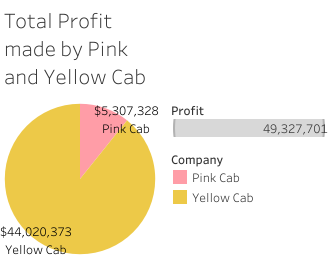 Total Profit
made by Pink
and Yellow Cab
$5,307,328
Pink Cab
Profit
49,327,701
Company
Pink Cab
Yellow Cab
$44,020,373
Yellow Cab